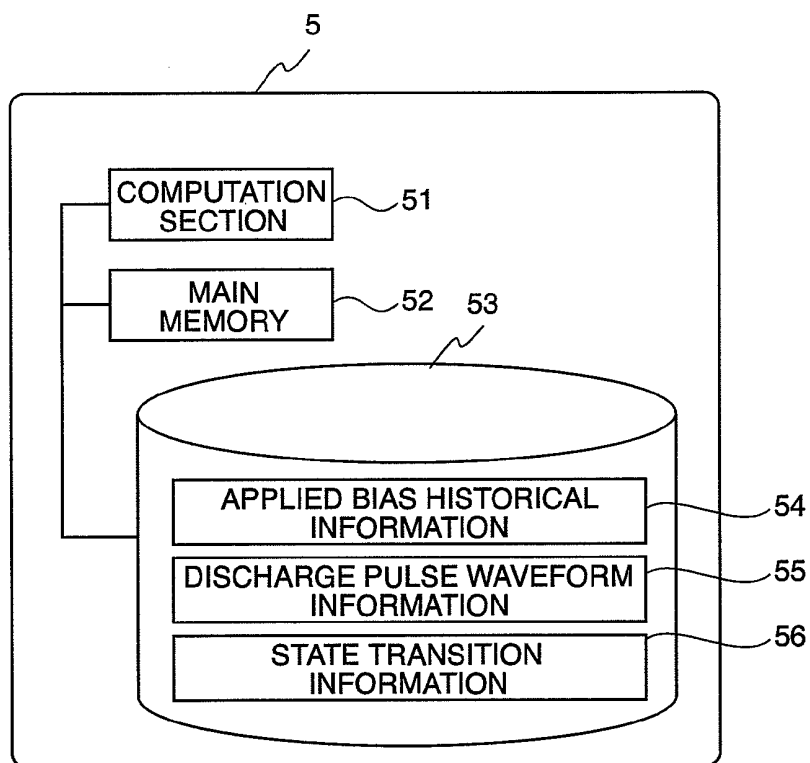 5
COMPUTATION
SECTION
51
MAIN
MEMORY
52
53
APPLIED BIAS HISTORICAL
INFORMATION
54
DISCHARGE PULSE WAVEFORM
INFORMATION
55
STATE TRANSITION
INFORMATION
56